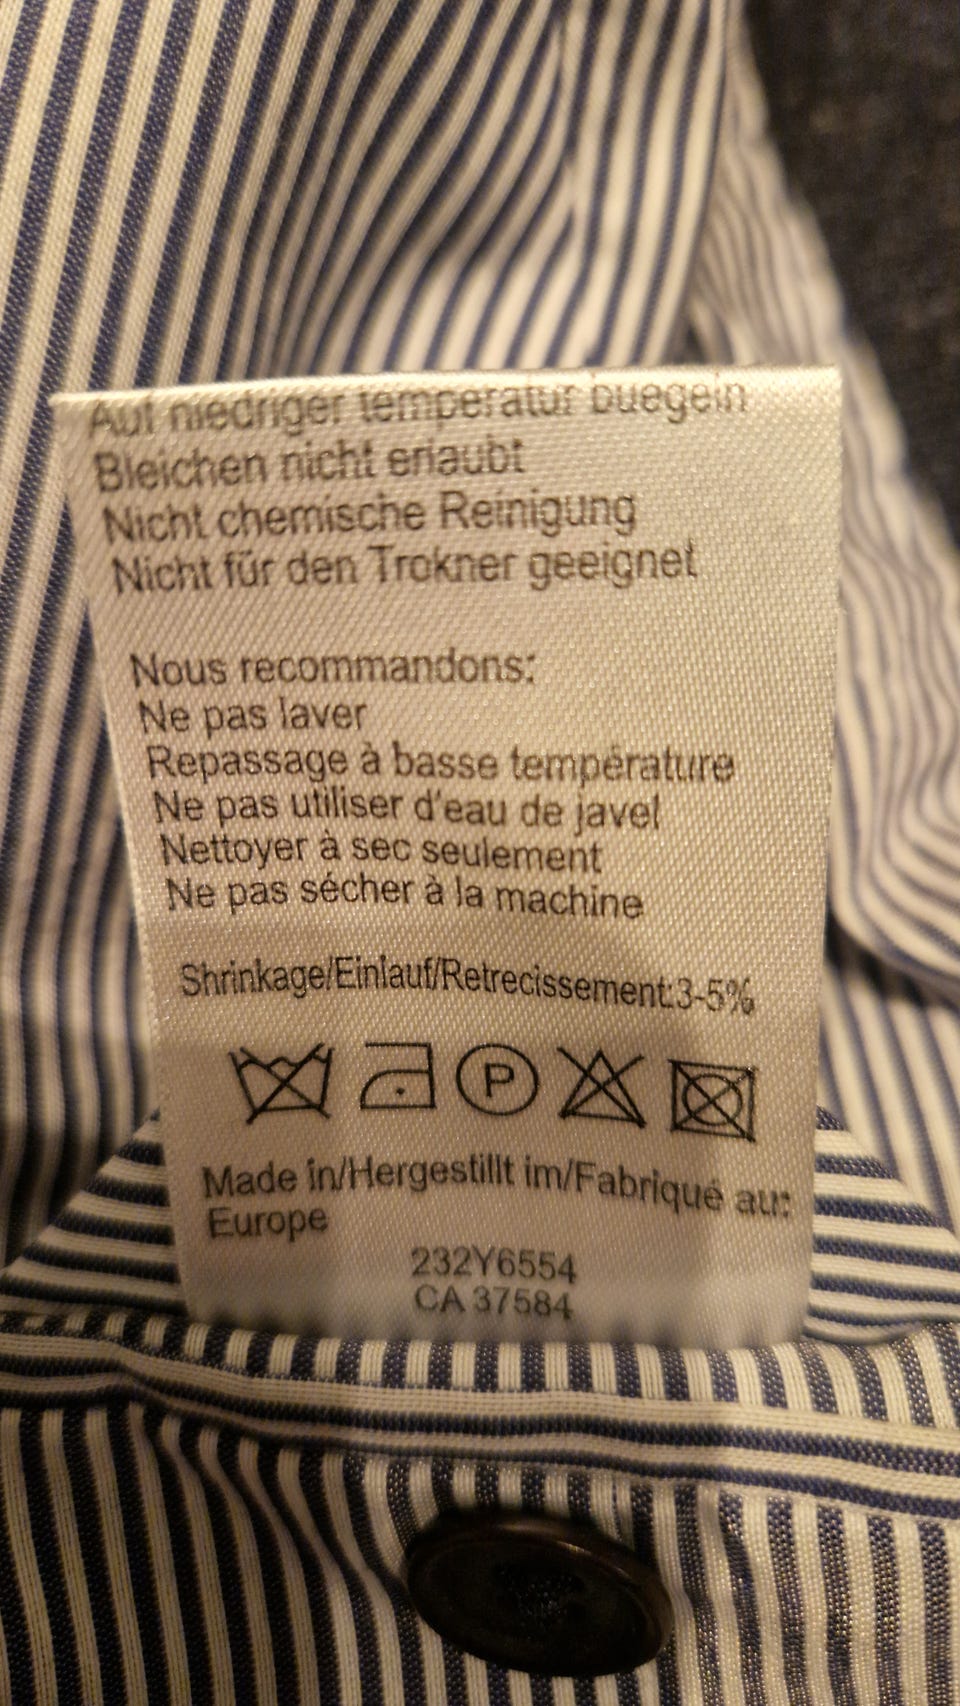 Auf niedriger temperatur buegeln
Bleichen nicht erlaubt
Nicht chemische Reinigung
Nicht für den Trokner geeignet
Nous recommandons:
Ne pas laver
Repassage à basse température
Ne pas utiliser d'eau de javel
Nettoyer à sec seulement
Ne pas sécher à la machine
Shrinkage/Einlauf/Retrecissement:3-5%
P
Made in/Hergestillt im/Fabriqué au:
Europe
232Y6554
CA 37584